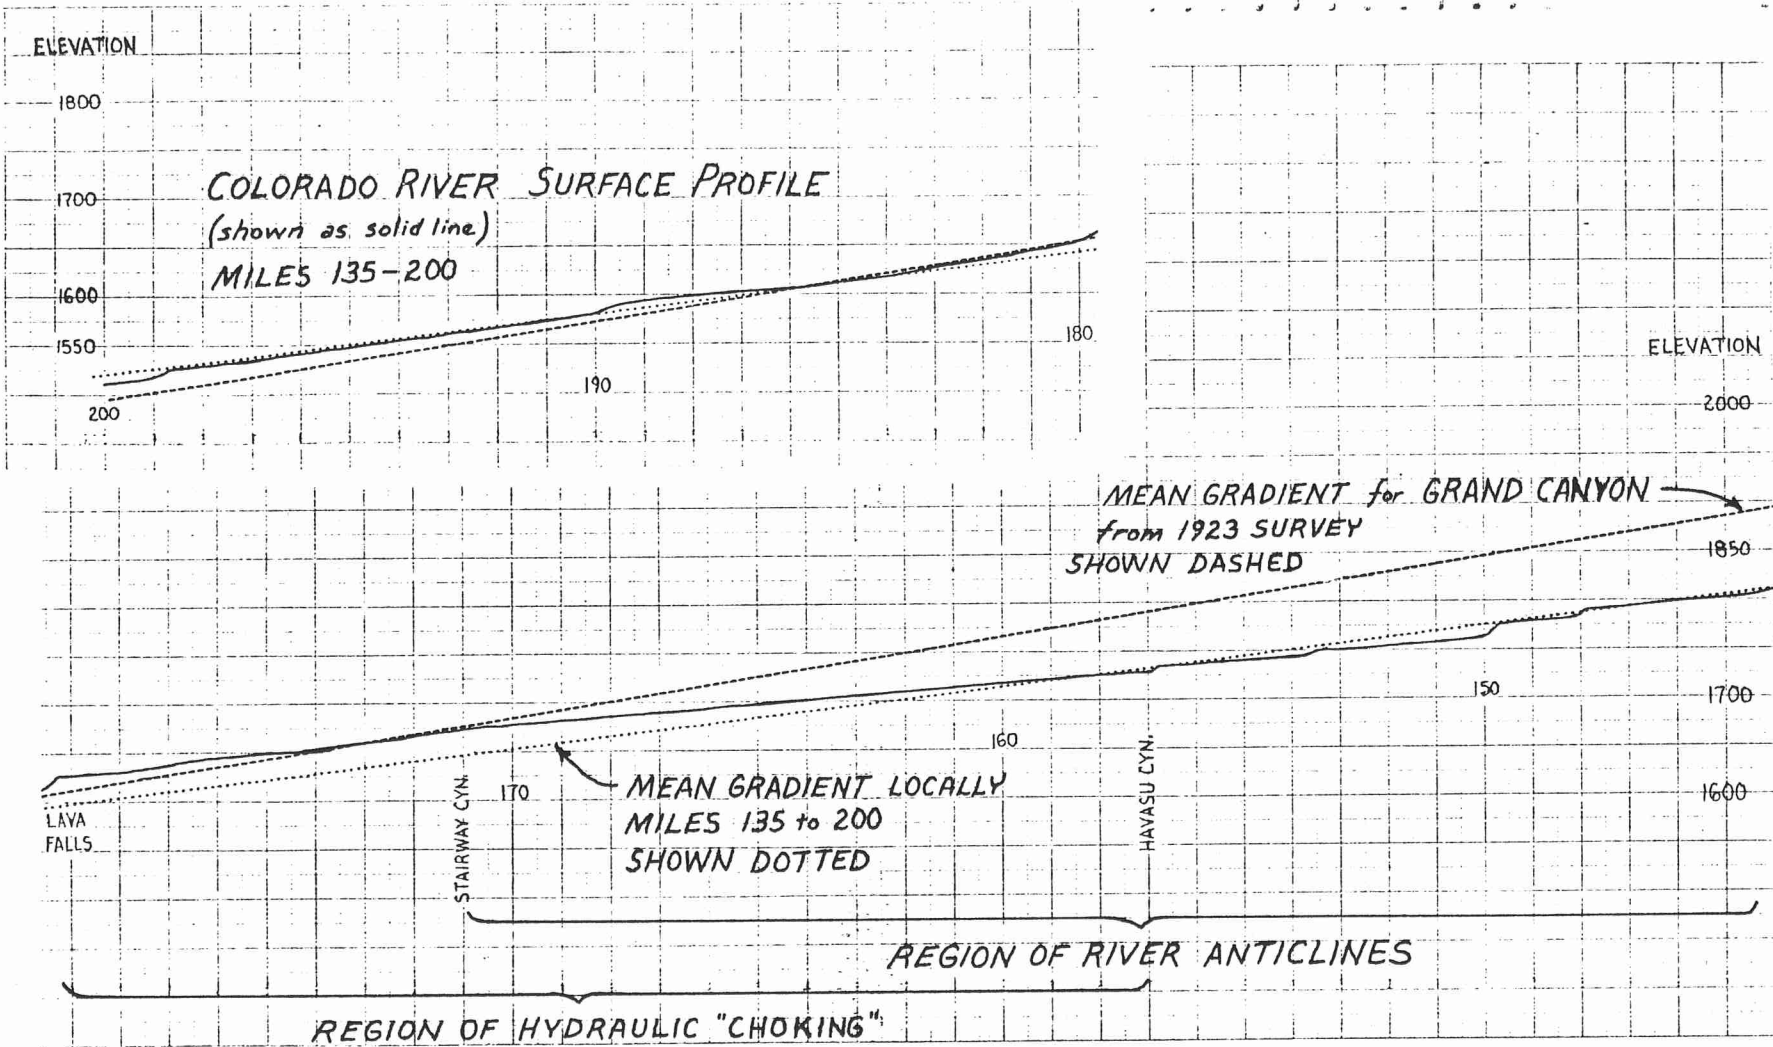 ELEVATION
1800
COLORADO RIVER SURFACE PROFILE
1700
(shown as solid line)
MILES 135-200
1600
1550
180
190
200
ELEVATION
2000
MEAN GRADIENT for GRAND CANYON
from 1923 SURVEY
SHOWN DASHED
1850
150
1700
160
HAVASU CYN.
1600
STAIRWAY CYN.
170
MEAN GRADIENT LOCALLY
MILES 135 to 200
SHOWN DOTTED
LAVA
FALLS
REGION OF RIVER ANTICLINES
REGION OF HYDRAULIC "CHOKING"